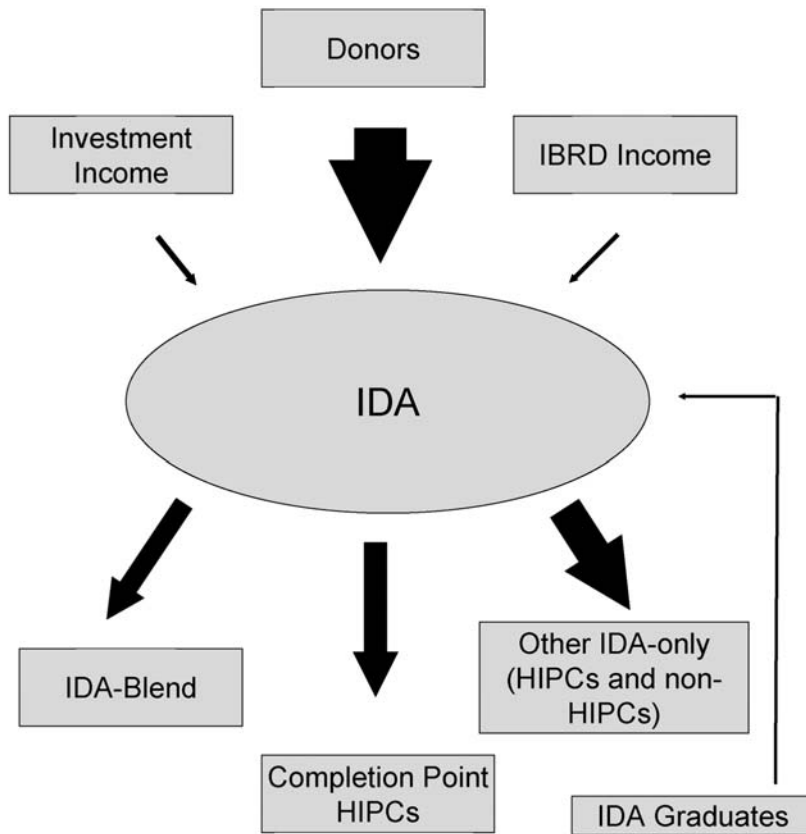 Donors
Investment
Income
IBRD Income
IDA
IDA-Blend
Other IDA-only
(HIPCs and non-
HIPCs)
Completion Point
HIPCs
IDA Graduates